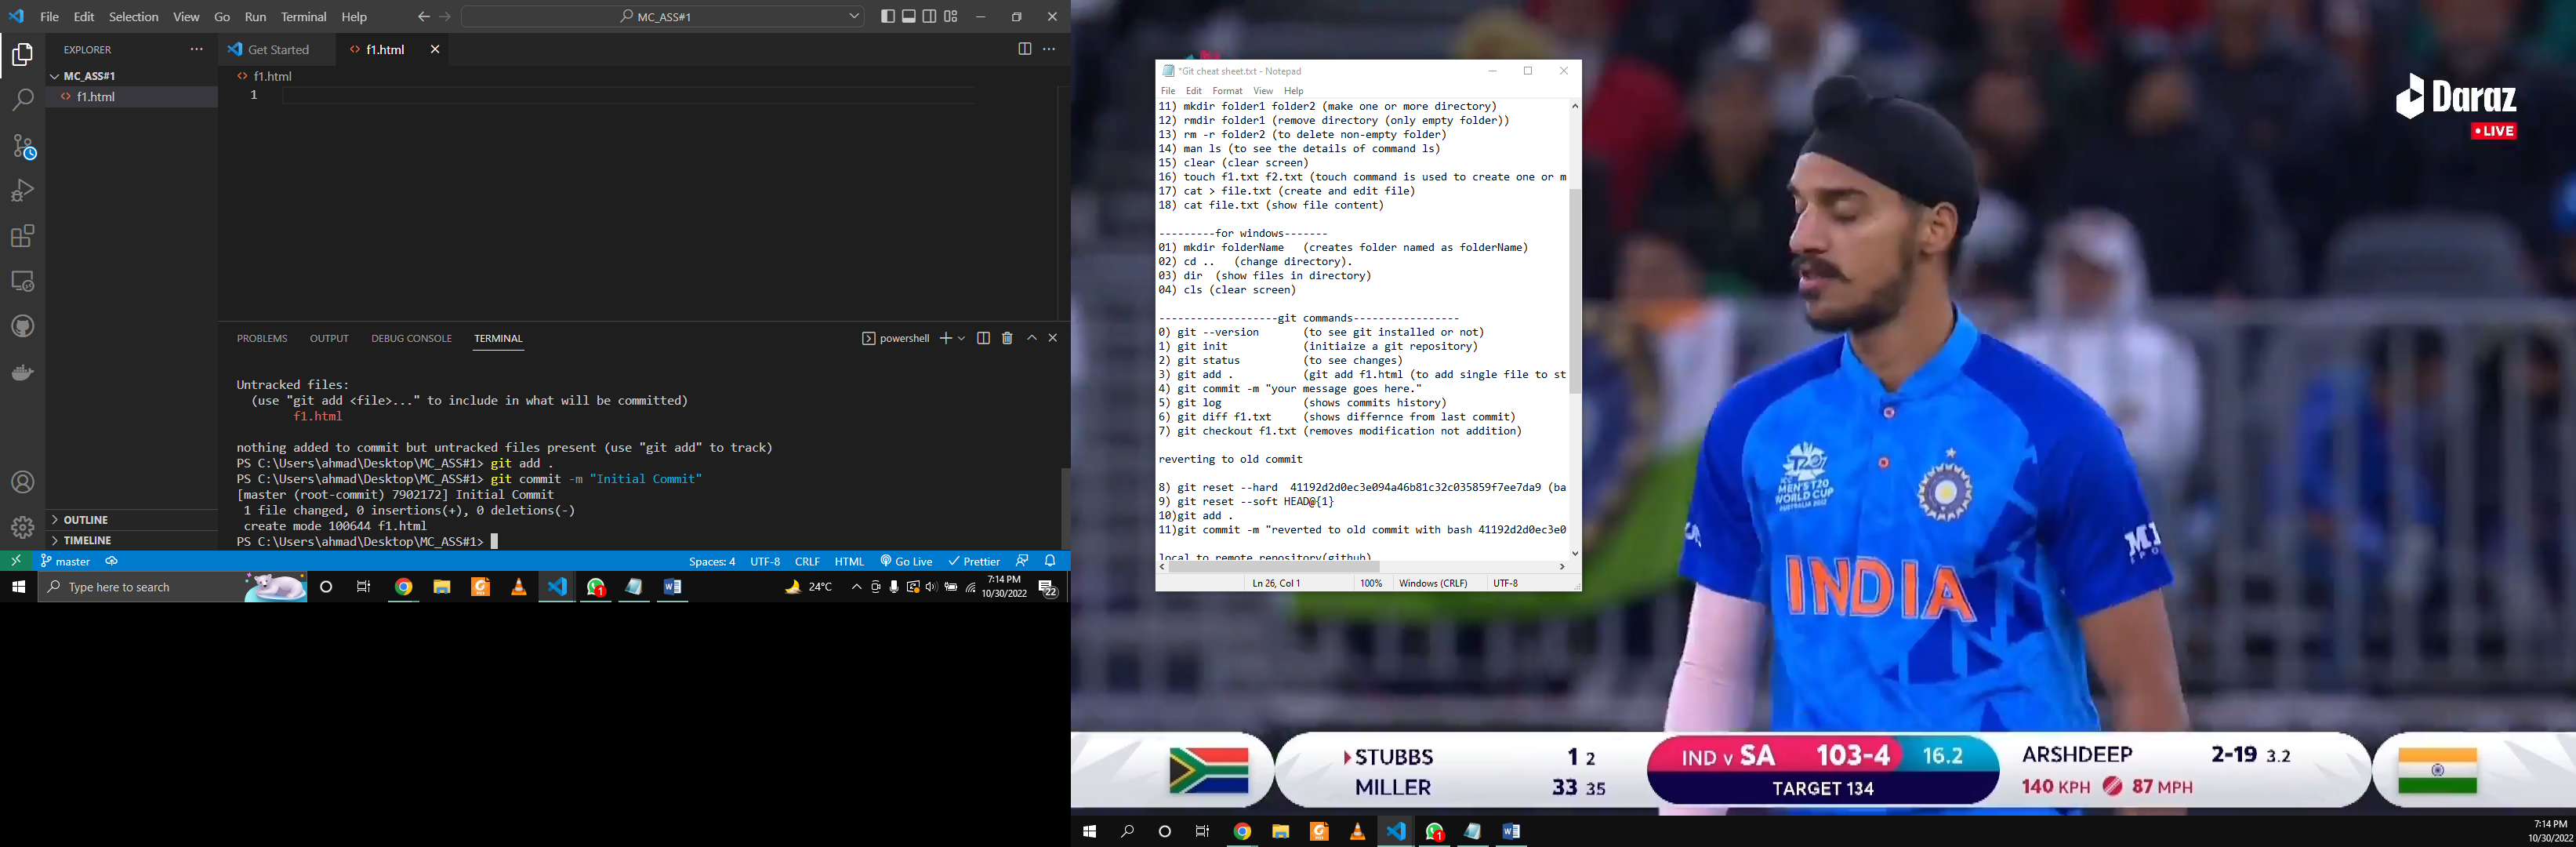 File Edit Selection View Go Run Terminal Help
MC_ASS#1
EXPLORER
MC_ASS#1
f1.html
OUTLINE
TIMELINE
Get Started
f1.html
f1.html
1
PROBLEMS OUTPUT DEBUG CONSOLE TERMINAL
powershell
Untracked files:
(use "git add <file>..." to include in what will be committed)
f1.html
nothing added to commit but untracked files present (use "git add" to track)
PS C:\Users\ahmad\Desktop\MC_ASS#1> git add .
PS C:\Users\ahmad\Desktop\MC_ASS#1> git commit -m "Initial Commit"
[master (root-commit) 7902172] Initial Commit
1 file changed, 0 insertions(+), 0 deletions(-)
create mode 100644 f1.html
PS C:\Users\ahmad\Desktop\MC_ASS#1>
master
Spaces: 4 UTF-8 CRLF HTML Go Live Prettier
Type here to search
1
24°C
7:14 PM
10/30/2022
22
*Git cheat sheet.txt - Notepad
File Edit Format View Help
11) mkdir folder1 folder2 (make one or more directory)
12) rmdir folder1 (remove directory (only empty folder))
13) rm -r folder2 (to delete non-empty folder)
14) man ls (to see the details of command ls)
15) clear (clear screen)
16) touch f1.txt f2.txt (touch command is used to create one or m
17) cat > file.txt (create and edit file)
18) cat file.txt (show file content)
---------for windows-------
01) mkdir folderName (creates folder named as folderName)
02) cd .. (change directory).
03) dir (show files in directory)
04) cls (clear screen)
------------------git commands----------------
0) git --version (to see git installed or not)
1) git init (initiaize a git repository)
2) git status (to see changes)
3) git add . (git add f1.html (to add single file to st
4) git commit -m "your message goes here."
5) git log (shows commits history)
6) git diff f1.txt (shows differnce from last commit)
7) git checkout f1.txt (removes modification not addition)
reverting to old commit
8) git reset --hard 41192d2d0ec3e094a46b81c32c035859f7ee7da9 (ba
9) git reset --soft HEAD@{1}
10)git add .
11)git commit -m "reverted to old commit with bash 41192d2d0ec3e0
local to remote repository(github)
Ln 26, Col 1 100% Windows (CRLF) UTF-8
Daraz
LIVE
T20
ICC MEN'S T20
WORLD CUP
AUSTRALIA 2022
INDIA
STUBBS 1 2
MILLER 33 35
IND v SA 103-4 16.2
TARGET 134
ARSHDEEP 2-19 3.2
140 KPH 87 MPH
1
7:14 PM
10/30/2022